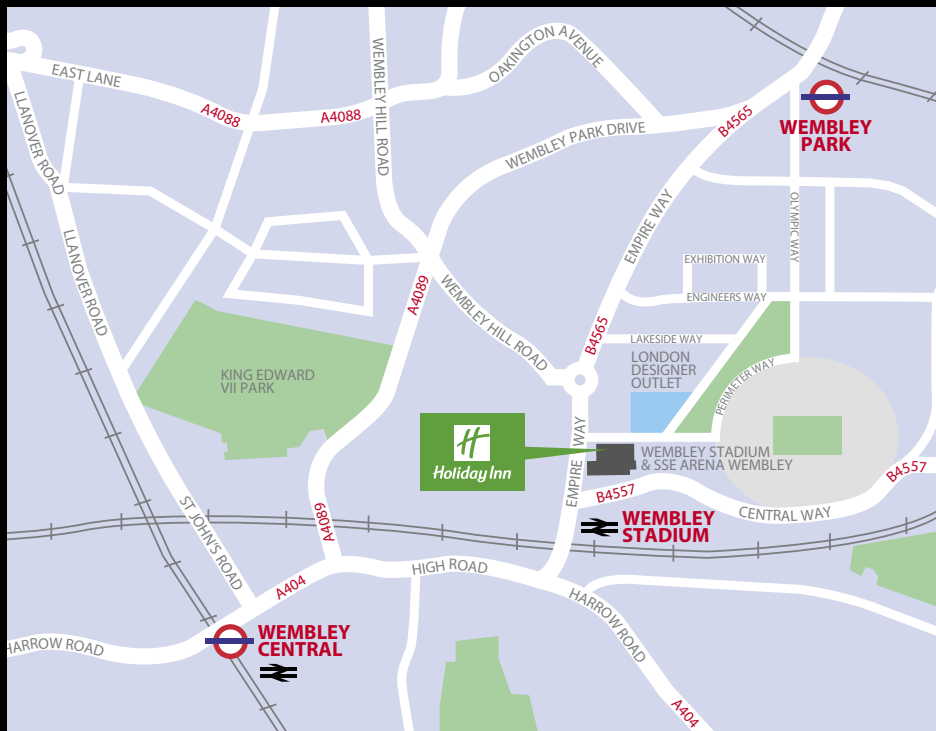 EAST LANE
A4088
A4088
WEMBLEY HILL ROAD
OAKINGTON AVENUE
WEMBLEY PARK DRIVE
B4565
WEMBLEY
PARK
LLANOVER ROAD
LLANOVER ROAD
EMPIRE WAY
OLYMPIC WAY
EXHIBITION WAY
ENGINEERS WAY
A4089
WEMBLEY HILL ROAD
B4565
LAKESIDE WAY
LONDON
DESIGNER
OUTLET
PERIMETER WAY
KING EDWARD
VII PARK
H
Holiday Inn
EMPIRE WAY
WEMBLEY STADIUM
& SSE ARENA WEMBLEY
B4557
B4557
CENTRAL WAY
WEMBLEY
STADIUM
ST JOHN'S ROAD
A4089
HIGH ROAD
A404
HARROW ROAD
WEMBLEY
CENTRAL
HARROW ROAD
A404